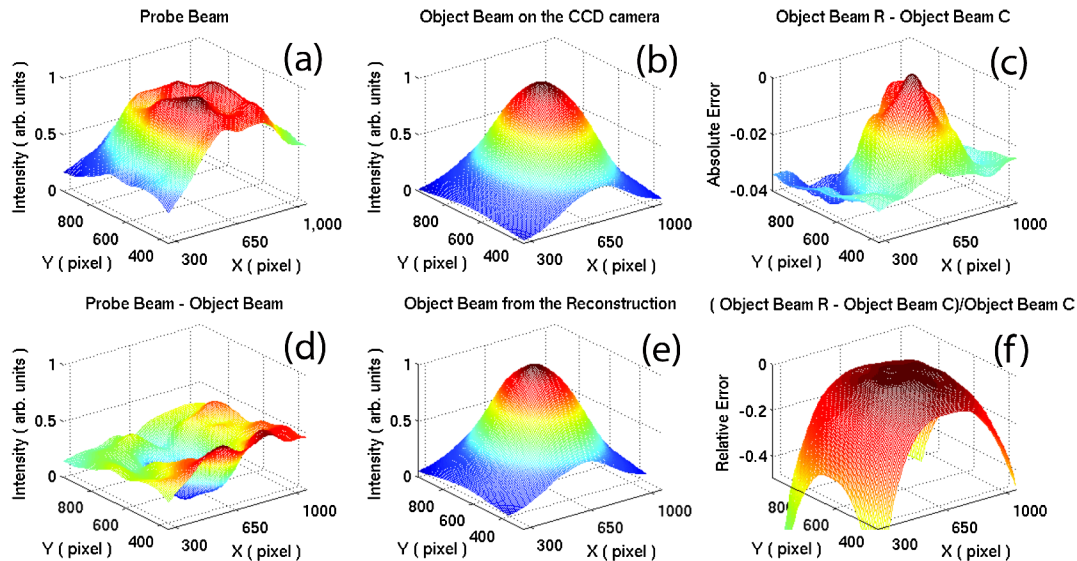 Probe Beam
(a)
Intensity ( arb. units )
1
0.5
0
800
600
400
Y ( pixel )
300
650
1,000
X ( pixel )
Object Beam on the CCD camera
(b)
Intensity ( arb. units )
1
0.5
0
800
600
400
Y ( pixel )
300
650
1000
X ( pixel )
Object Beam R - Object Beam C
(c)
Absolute Error
0
-0.02
-0.04
800
600
400
Y ( pixel )
300
650
1000
X ( pixel )
Probe Beam - Object Beam
(d)
Intensity ( arb. units )
1
0.5
0
800
600
400
Y ( pixel )
300
650
1000
X ( pixel )
Object Beam from the Reconstruction
(e)
Intensity ( arb. units )
1
0.5
0
800
600
400
Y ( pixel )
300
650
1000
X ( pixel )
( Object Beam R - Object Beam C)/Object Beam C
(f)
Relative Error
0
-0.2
-0.4
600
400
Y ( pixel )
300
650
1000
X ( pixel )